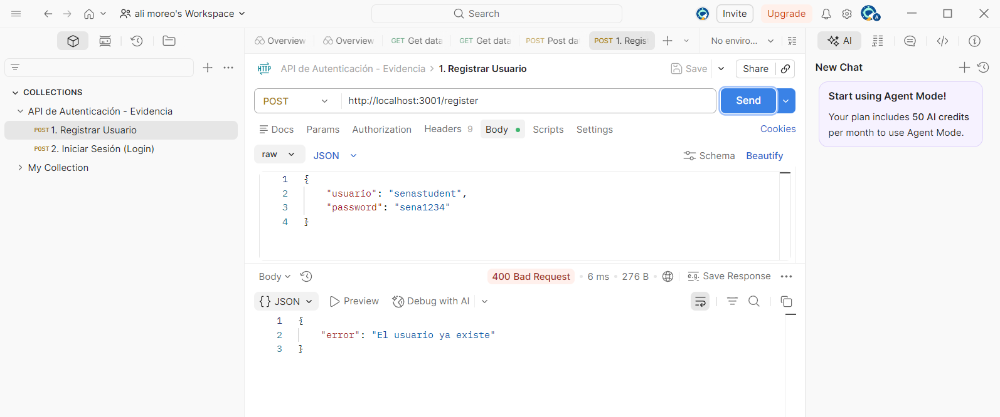 ali moreo's Workspace
Search
Invite
Upgrade
A
Overview
Overview
GET Get data
GET Get data
POST Post da
POST 1. Regis
No enviro...
AI
COLLECTIONS
API de Autenticación - Evidencia
POST 1. Registrar Usuario
POST 2. Iniciar Sesión (Login)
My Collection
HTTP API de Autenticación - Evidencia > 1. Registrar Usuario
Save
Share
POST
http://localhost:3001/register
Send
Docs
Params
Authorization
Headers 9
Body
Scripts
Settings
Cookies
raw
JSON
Schema
Beautify
1 {
2 "usuario": "senastudent",
3 "password": "sena1234"
4 }
Body
400 Bad Request • 6 ms • 276 B •
e.g. Save Response
{} JSON
Preview
Debug with AI
1 {
2 "error": "El usuario ya existe"
3 }
New Chat
Start using Agent Mode!
Your plan includes 50 AI credits
per month to use Agent Mode.